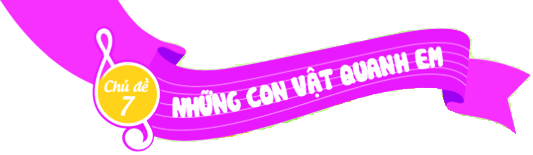 Chủ đề
7
NHỮNG CON VẬT QUANH EM